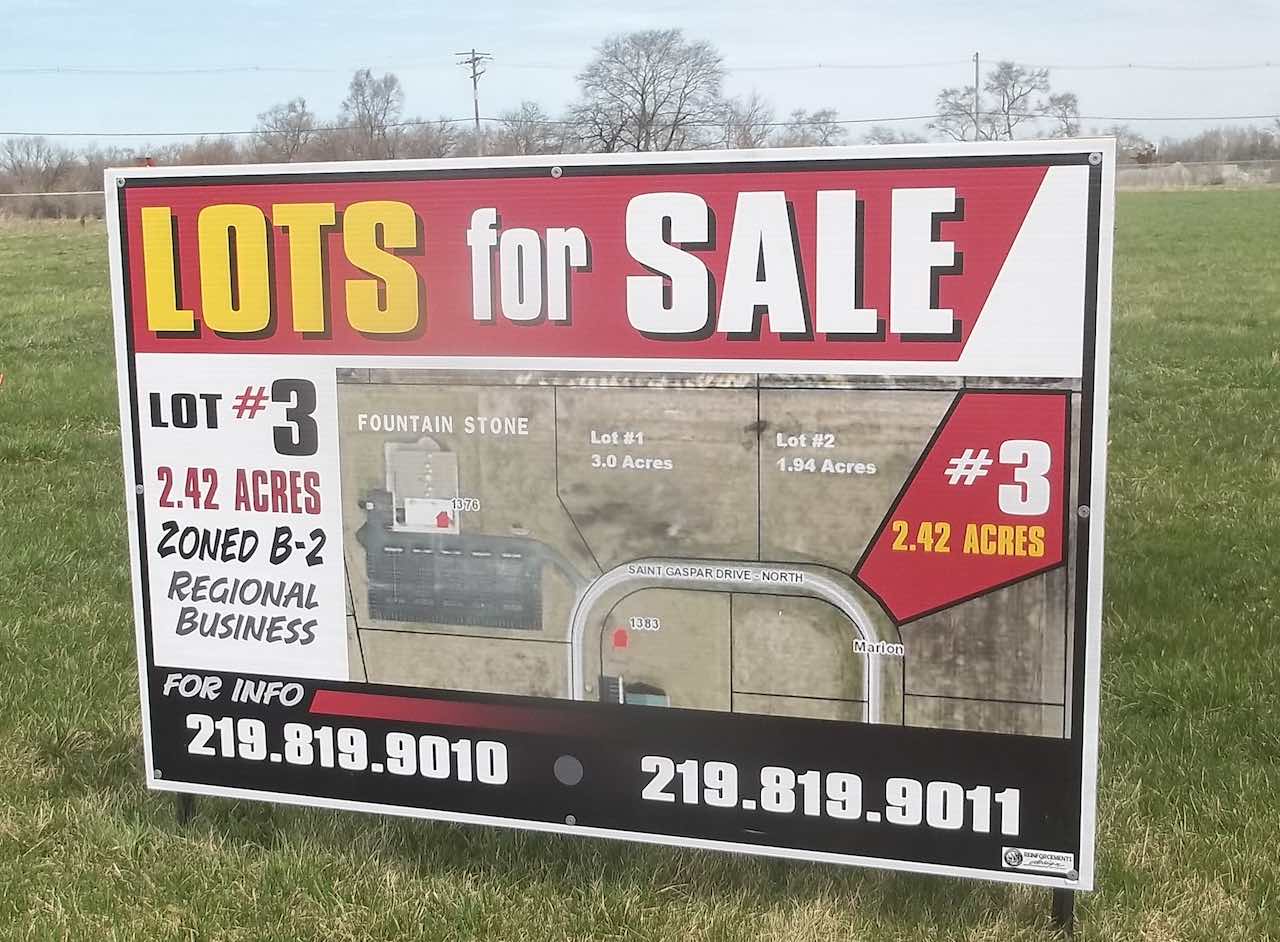 LOTS for SALE
LOT #3
2.42 ACRES
ZONED B-2
REGIONAL
BUSINESS
FOUNTAIN STONE
1376
Lot #1
3.0 Acres
Lot #2
1.94 Acres
#3
2.42 ACRES
SAINT GASPAR DRIVE - NORTH
1383
Marion
FOR INFO
219.819.9010
219.819.9011
REINFORCEMENTS